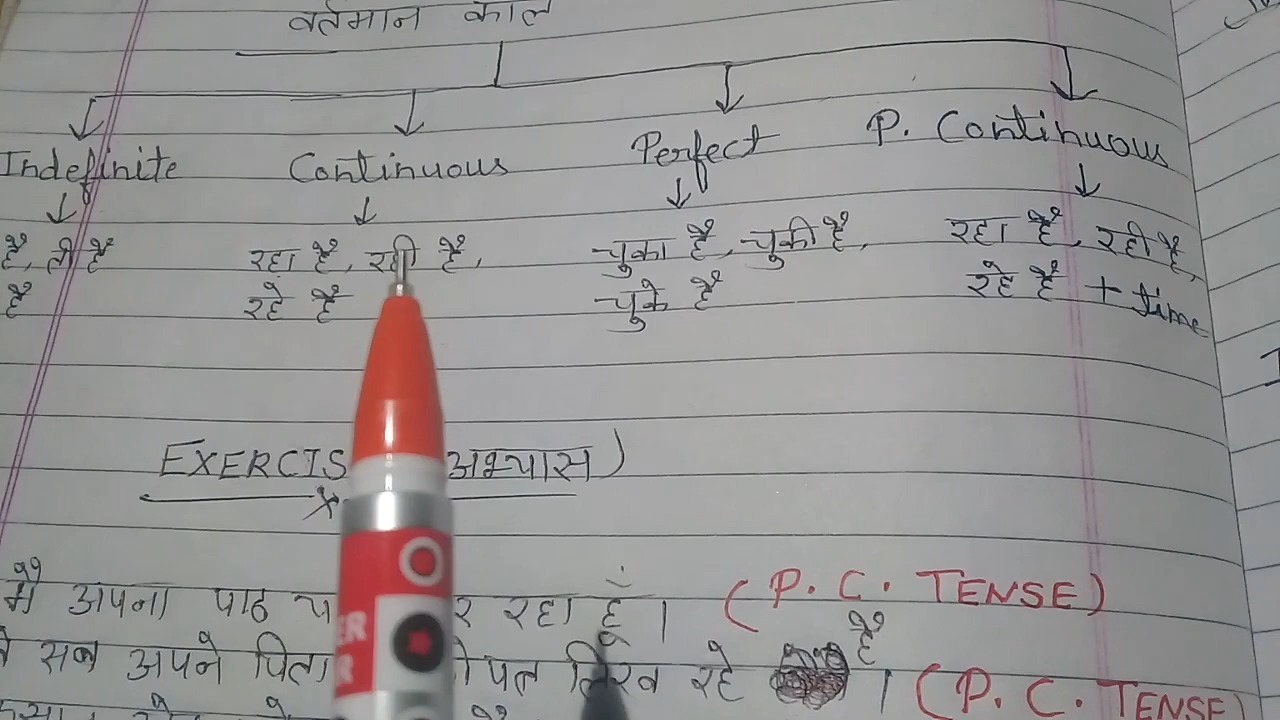 वर्तमान काल
Indefinite Continuous Perfect P. Continuous
है, ती है रहा है, रही है, चुका है, चुकी है, रहा है, रही है,
है रहे हैं चुके हैं रहे हैं + time
EXERCIS अभ्यास)
मैं अपना पाठ रहा हूँ। (P.C. TENSE)
सब अपने पिता पत्र लिख रहे हैं। (P.C. TENSE)